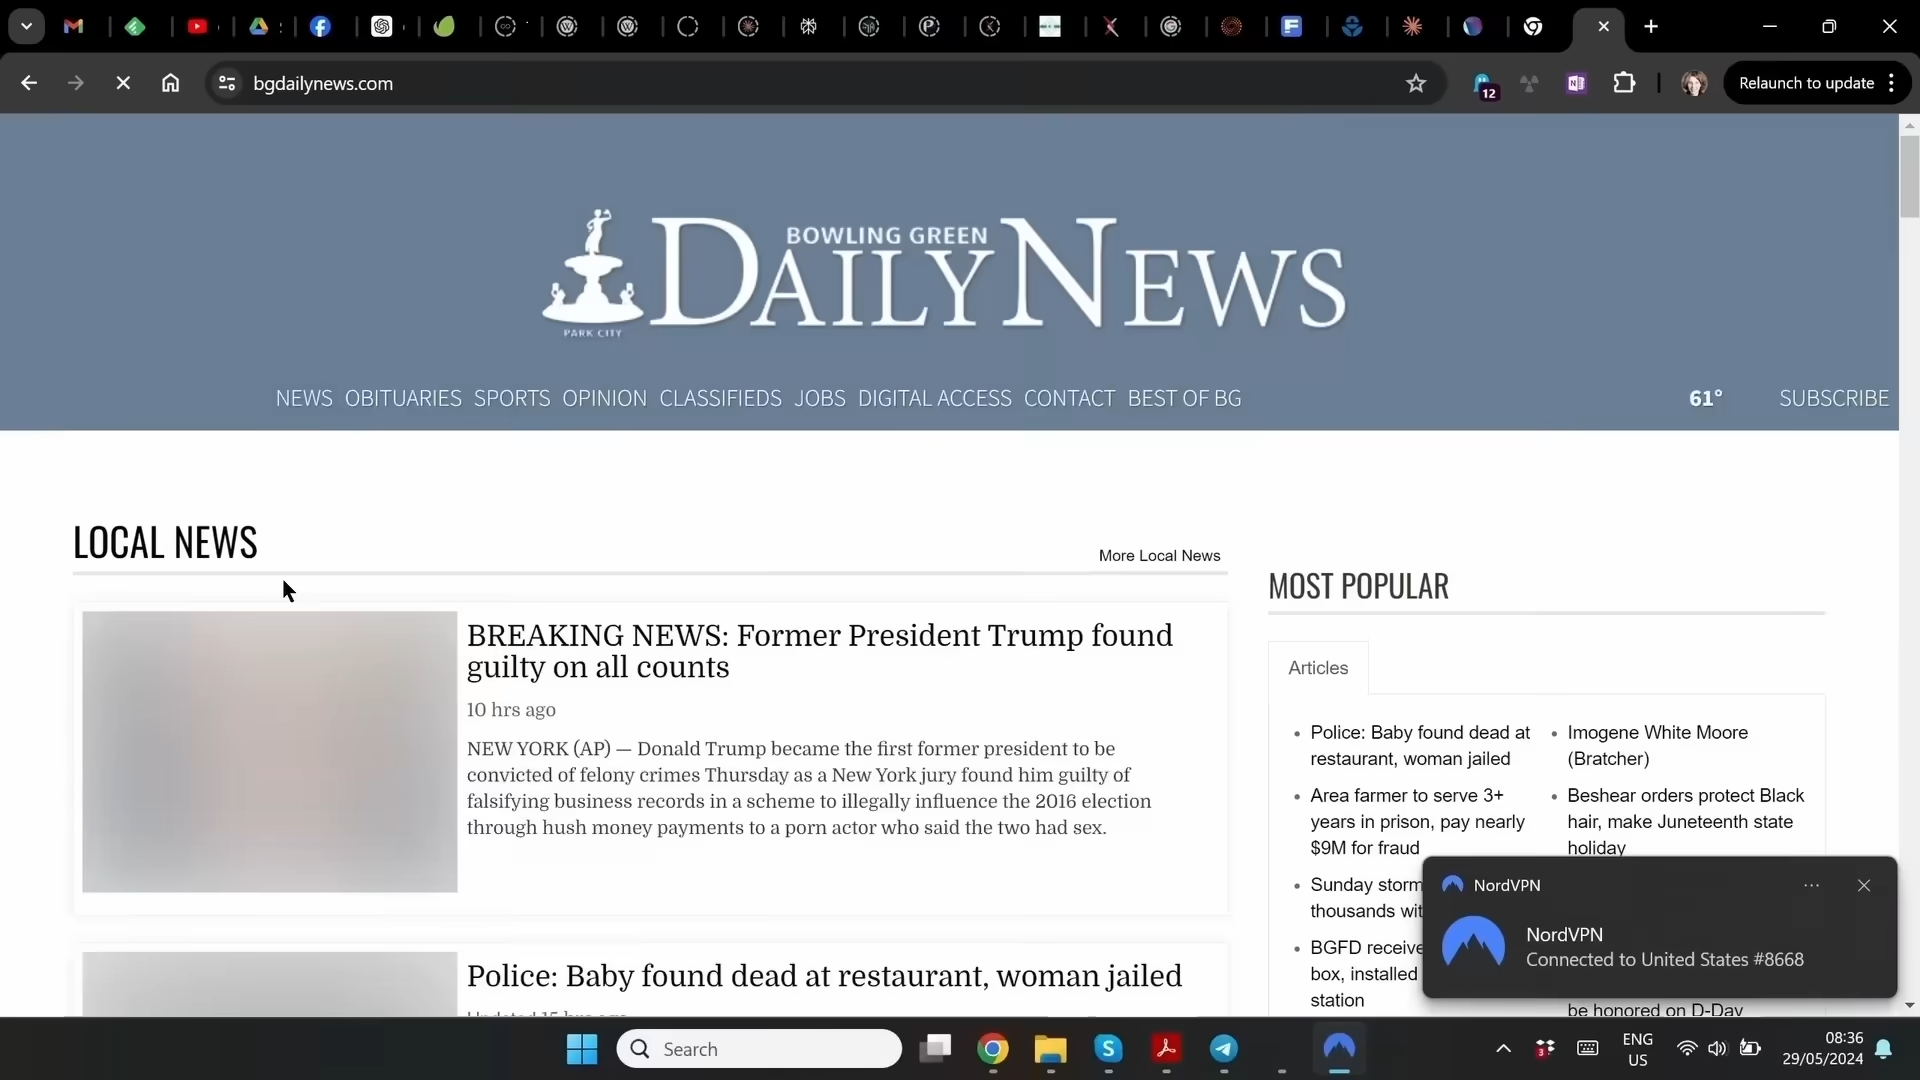 bgdailynews.com
12
Relaunch to update
BOWLING GREEN
DAILY NEWS
PARK CITY
NEWS OBITUARIES SPORTS OPINION CLASSIFIEDS JOBS DIGITAL ACCESS CONTACT BEST OF BG
61°
SUBSCRIBE
LOCAL NEWS
More Local News
BREAKING NEWS: Former President Trump found
guilty on all counts
10 hrs ago
NEW YORK (AP) — Donald Trump became the first former president to be
convicted of felony crimes Thursday as a New York jury found him guilty of
falsifying business records in a scheme to illegally influence the 2016 election
through hush money payments to a porn actor who said the two had sex.
Police: Baby found dead at restaurant, woman jailed
MOST POPULAR
Articles
Police: Baby found dead at
restaurant, woman jailed
Area farmer to serve 3+
years in prison, pay nearly
$9M for fraud
Sunday storm
thousands
BGFD receive
box, installed
station
Imogene White Moore
(Bratcher)
Beshear orders protect Black
hair, make Juneteenth state
holiday
be honored on D-Day
NordVPN
NordVPN
Connected to United States #8668
Search
3
ENG
US
08:36
29/05/2024